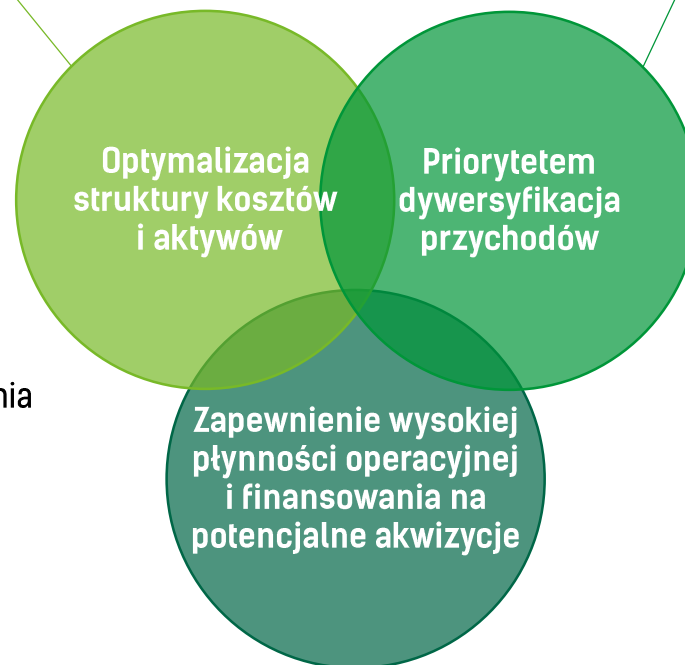 Optymalizacja
struktury kosztów
i aktywów
Priorytetem
dywersyfikacja
przychodów
nia
Zapewnienie wysokiej
płynności operacyjnej
i finansowania na
potencjalne akwizycje